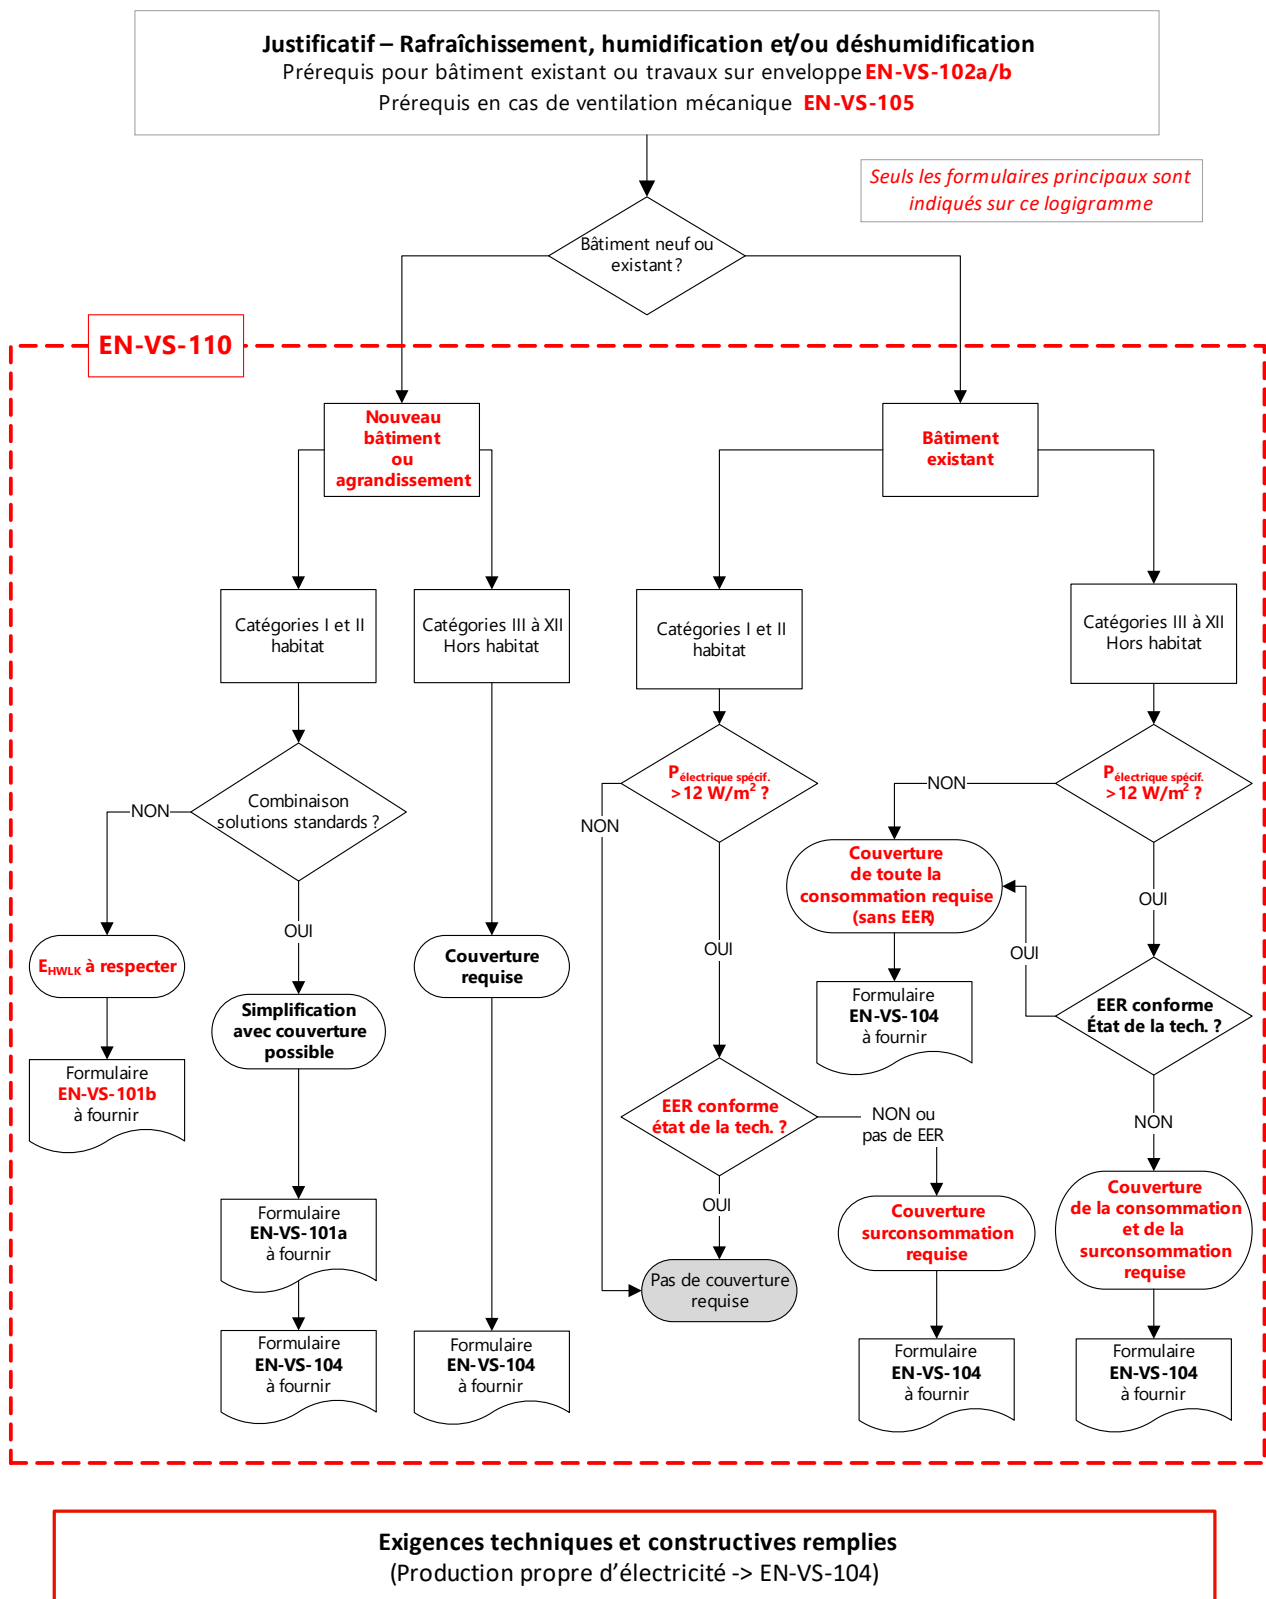 Justificatif – Rafraîchissement, humidification et/ou déshumidification
Prérequis pour bâtiment existant ou travaux sur enveloppe EN-VS-102a/b
Prérequis en cas de ventilation mécanique EN-VS-105
Seuls les formulaires principaux sont
indiqués sur ce logigramme
Bâtiment neuf ou
existant ?
EN-VS-110
Nouveau
bâtiment
ou
agrandissement
Bâtiment
existant
Catégories I et II
habitat
Catégories III à XII
Hors habitat
Catégories I et II
habitat
Catégories III à XII
Hors habitat
Combinaison
solutions standards ?
NON
OUI
P électrique spécif.
>12 W/m² ?
NON
OUI
P électrique spécif.
>12 W/m² ?
NON
OUI
Couverture
de toute la
consommation requise
(sans EER)
OUI
EHWLK à respecter
Simplification
avec couverture
possible
Couverture
requise
Formulaire
EN-VS-104
à fournir
EER conforme
État de la tech. ?
NON
Formulaire
EN-VS-101b
à fournir
EER conforme
état de la tech. ?
NON ou
pas de EER
OUI
Formulaire
EN-VS-101a
à fournir
Pas de couverture
requise
Couverture
surconsommation
requise
Couverture
de la consommation
et de la
surconsommation
requise
Formulaire
EN-VS-104
à fournir
Formulaire
EN-VS-104
à fournir
Formulaire
EN-VS-104
à fournir
Formulaire
EN-VS-104
à fournir
Exigences techniques et constructives remplies
(Production propre d’électricité -> EN-VS-104)